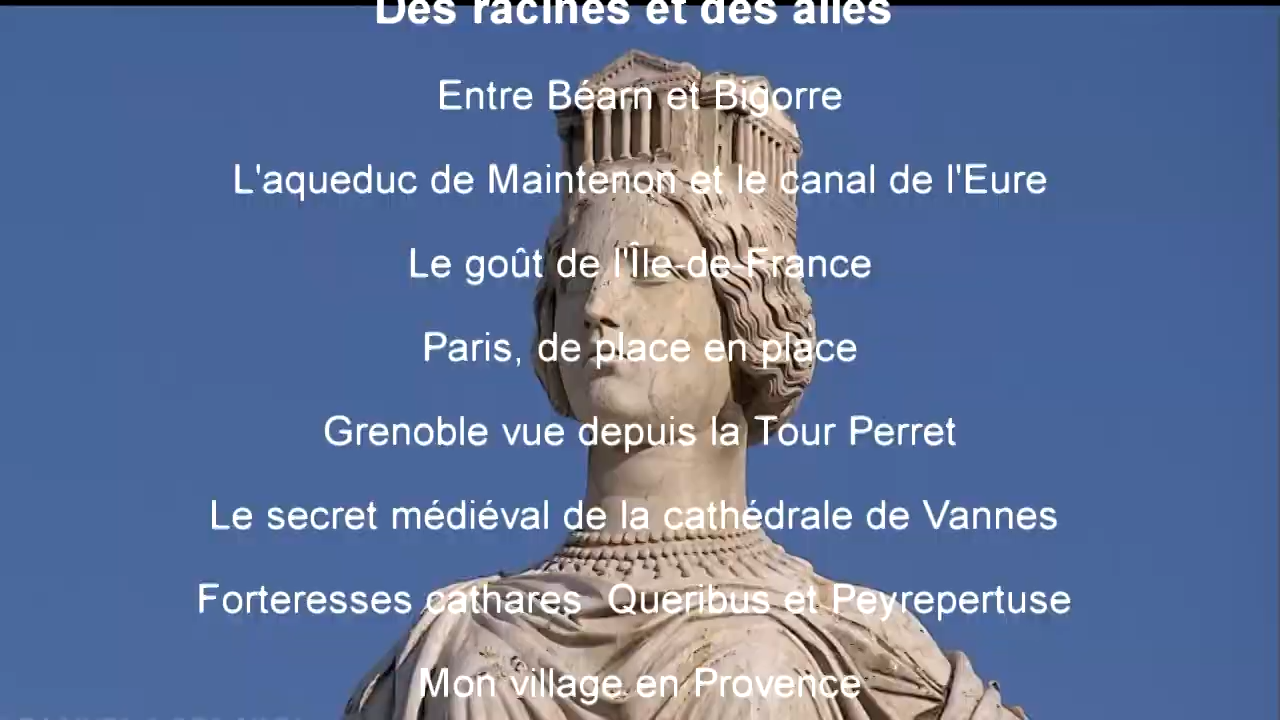 Des racines et des ailes
Entre Béarn et Bigorre
L'aqueduc de Maintenon et le canal de l'Eure
Le goût de l'Île-de-France
Paris, de place en place
Grenoble vue depuis la Tour Perret
Le secret médiéval de la cathédrale de Vannes
Forteresses cathares  Queribus et Peyrepertuse
Mon village en Provence